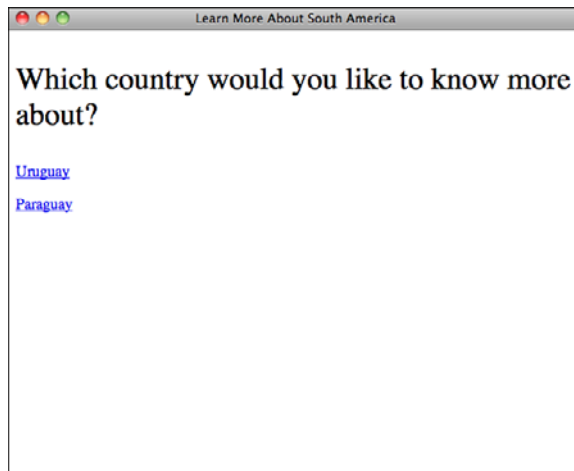 Learn More About South America
Which country would you like to know more
about?
Uruguay
Paraguay